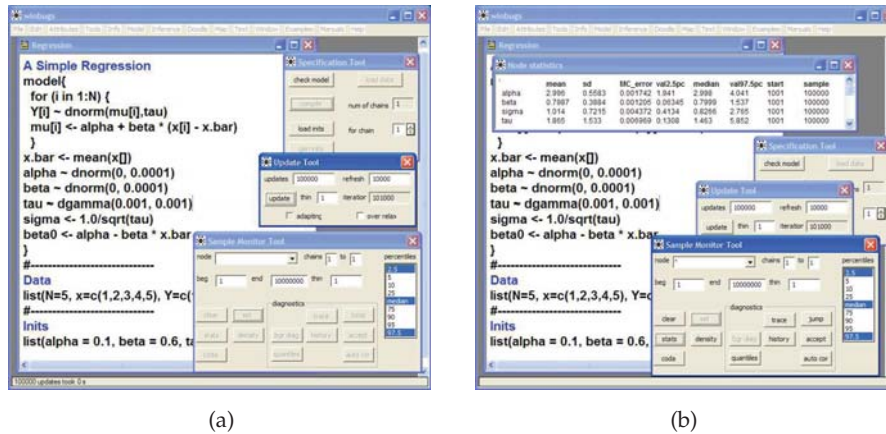 winbugs
File Edit Attributes Tools Info Model Inference Doodle Map Text Window Examples Manuals Help
Regression
A Simple Regression
model{
for (i in 1:N) {
Y[i] ~ dnorm(mu[i],tau)
mu[i] <- alpha + beta * (x[i] - x.bar)
}
x.bar <- mean(x[])
alpha ~ dnorm(0, 0.0001)
beta ~ dnorm(0, 0.0001)
tau ~ dgamma(0.001, 0.001)
sigma <- 1.0/sqrt(tau)
beta0 <- alpha - beta * x.bar
}
#----------------------------
Data
list(N=5, x=c(1,2,3,4,5), Y=c(
#----------------------------
Inits
list(alpha = 0.1, beta = 0.6, ta
Specification Tool
check model load data
compile num of chains 1
load inits for chain 1
gen inits
Update Tool
updates 100000 refresh 10000
update thin 1 iteration 101000
adapting over relax
Sample Monitor Tool
node chains 1 to 1 percentiles
beg 1 end 10000000 thin 1
2.5
5
10
25
median
75
90
95
97.5
diagnostics
clear set trace jump
stats density bgr diag history accept
coda quantiles auto cor
100000 updates took 0 s
(a)
winbugs
File Edit Attributes Tools Info Model Inference Doodle Map Text Window Examples Manuals Help
Regression
Node statistics
mean sd MC_error val2.5pc median val97.5pc start sample
alpha 2.996 0.5583 0.001742 1.941 2.998 4.041 1001 100000
beta 0.7987 0.3884 0.001205 0.06345 0.7999 1.537 1001 100000
sigma 1.014 0.7215 0.004372 0.4134 0.8266 2.765 1001 100000
tau 1.865 1.533 0.006969 0.1308 1.463 5.852 1001 100000
mu[i] <- alpha + beta * (x[i] - x.bar)
}
x.bar <- mean(x[])
alpha ~ dnorm(0, 0.0001)
beta ~ dnorm(0, 0.0001)
tau ~ dgamma(0.001, 0.001)
sigma <- 1.0/sqrt(tau)
beta0 <- alpha - beta * x.bar
}
#----------------------------
Data
list(N=5, x=c(1,2,3,4,5), Y=c(
#----------------------------
Inits
list(alpha = 0.1, beta = 0.6,
Specification Tool
check model load data
Update Tool
updates 100000 refresh 10000
update thin 1 iteration 101000
Sample Monitor Tool
node * chains 1 to 1 percentiles
beg 1 end 10000000 thin 1
2.5
5
10
25
median
75
90
95
97.5
diagnostics
clear set trace jump
stats density bgr diag history accept
coda quantiles auto cor
(b)